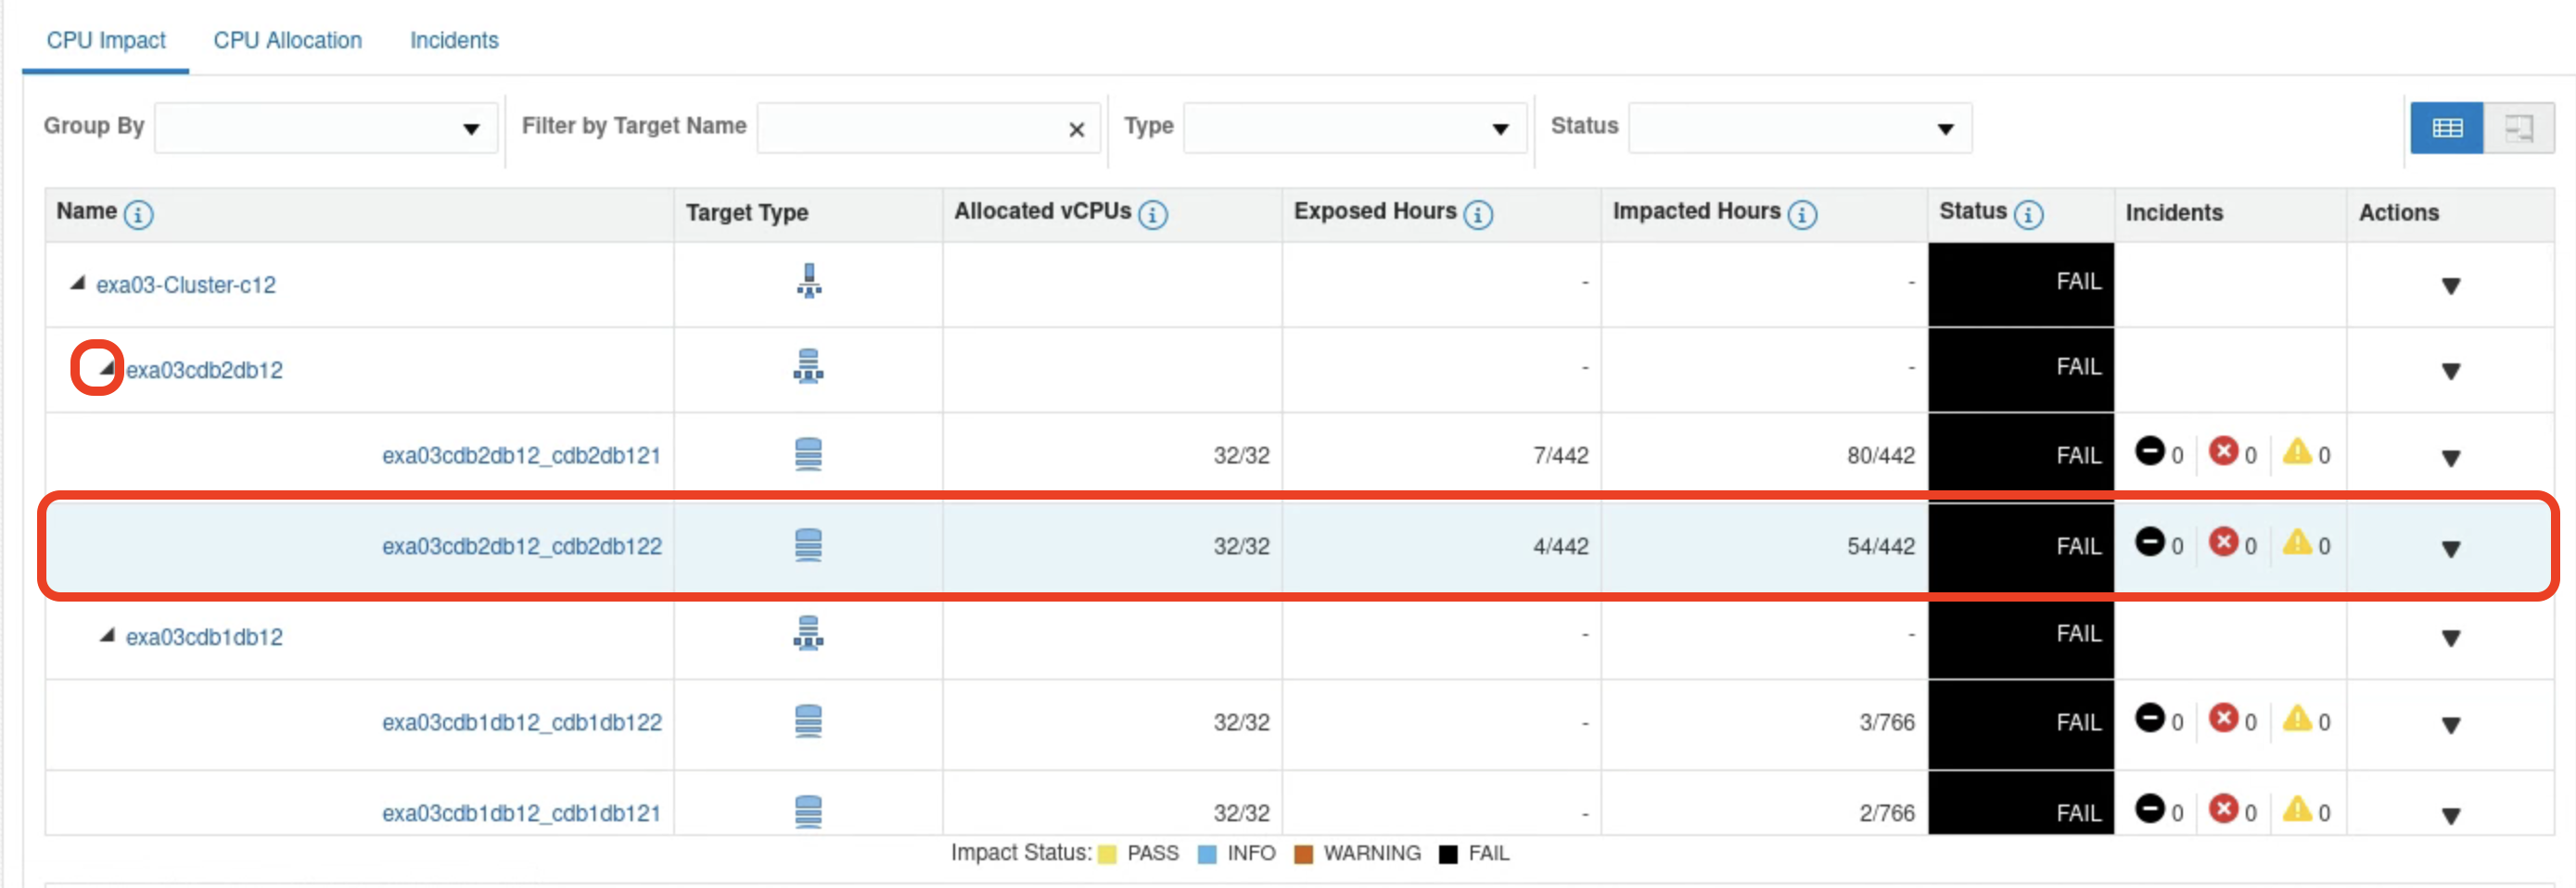 CPU Impact CPU Allocation Incidents
Group By Filter by Target Name Type Status
Name Target Type Allocated vCPUs Exposed Hours Impacted Hours Status Incidents Actions
exa03-Cluster-c12 - - FAIL
exa03cdb2db12 - - FAIL
exa03cdb2db12_cdb2db121 32/32 7/442 80/442 FAIL 0 0 0
exa03cdb2db12_cdb2db122 32/32 4/442 54/442 FAIL 0 0 0
exa03cdb1db12 - - FAIL
exa03cdb1db12_cdb1db122 32/32 - 3/766 FAIL 0 0 0
exa03cdb1db12_cdb1db121 32/32 - 2/766 FAIL 0 0 0
Impact Status: PASS INFO WARNING FAIL